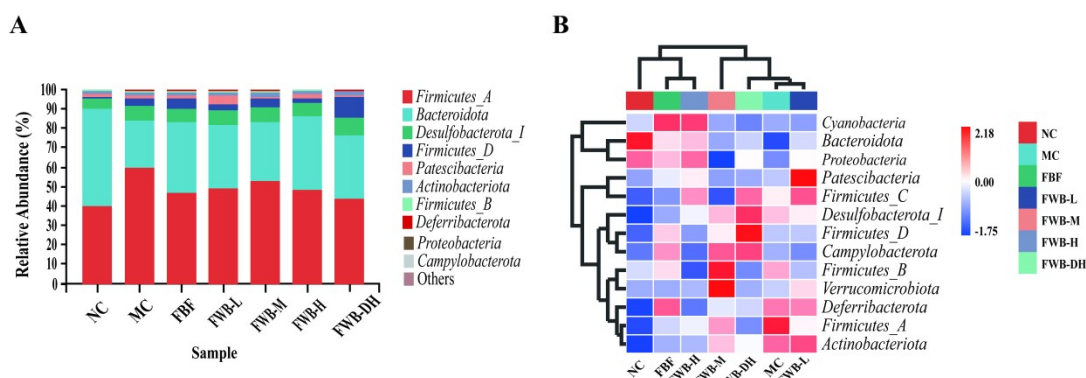 A
Relative Abundance (%)
100
90
80
70
60
50
40
30
20
10
0
NC
MC
FBF
FWB-L
FWB-M
FWB-H
FWB-DH
Sample
Firmicutes_A
Bacteroidota
Desulfobacterota_I
Firmicutes_D
Patescibacteria
Actinobacteriota
Firmicutes_B
Deferribacterota
Proteobacteria
Campylobacterota
Others
B
Cyanobacteria
Bacteroidota
Proteobacteria
Patescibacteria
Firmicutes_C
Desulfobacterota_I
Firmicutes_D
Campylobacterota
Firmicutes_B
Verrucomicrobiota
Deferribacterota
Firmicutes_A
Actinobacteriota
NC
FBF
FWB-H
FWB-M
FWB-DH
MC
FWB-L
2.18
0.00
-1.75
NC
MC
FBF
FWB-L
FWB-M
FWB-H
FWB-DH